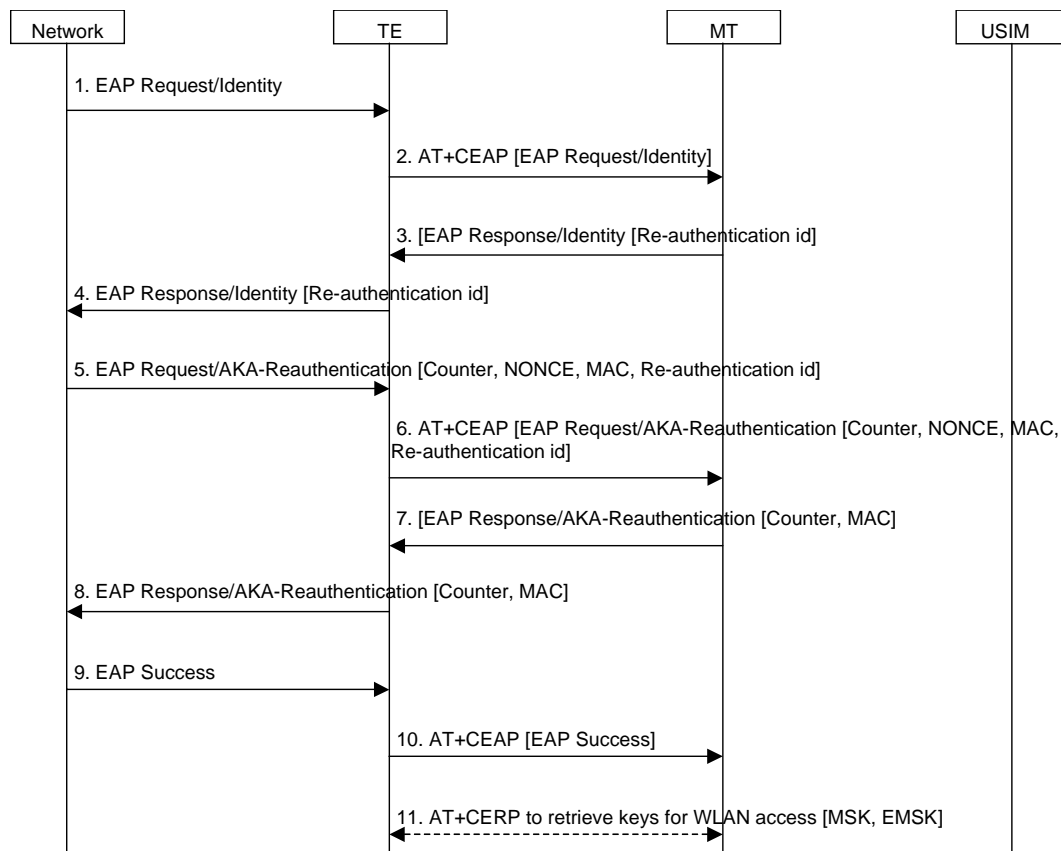 Network
TE
MT
USIM
1. EAP Request/Identity
2. AT+CEAP [EAP Request/Identity]
3. [EAP Response/Identity [Re-authentication id]
4. EAP Response/Identity [Re-authentication id]
5. EAP Request/AKA-Reauthentication [Counter, NONCE, MAC, Re-authentication id]
6. AT+CEAP [EAP Request/AKA-Reauthentication [Counter, NONCE, MAC,
Re-authentication id]
7. [EAP Response/AKA-Reauthentication [Counter, MAC]
8. EAP Response/AKA-Reauthentication [Counter, MAC]
9. EAP Success
10. AT+CEAP [EAP Success]
11. AT+CERP to retrieve keys for WLAN access [MSK, EMSK]